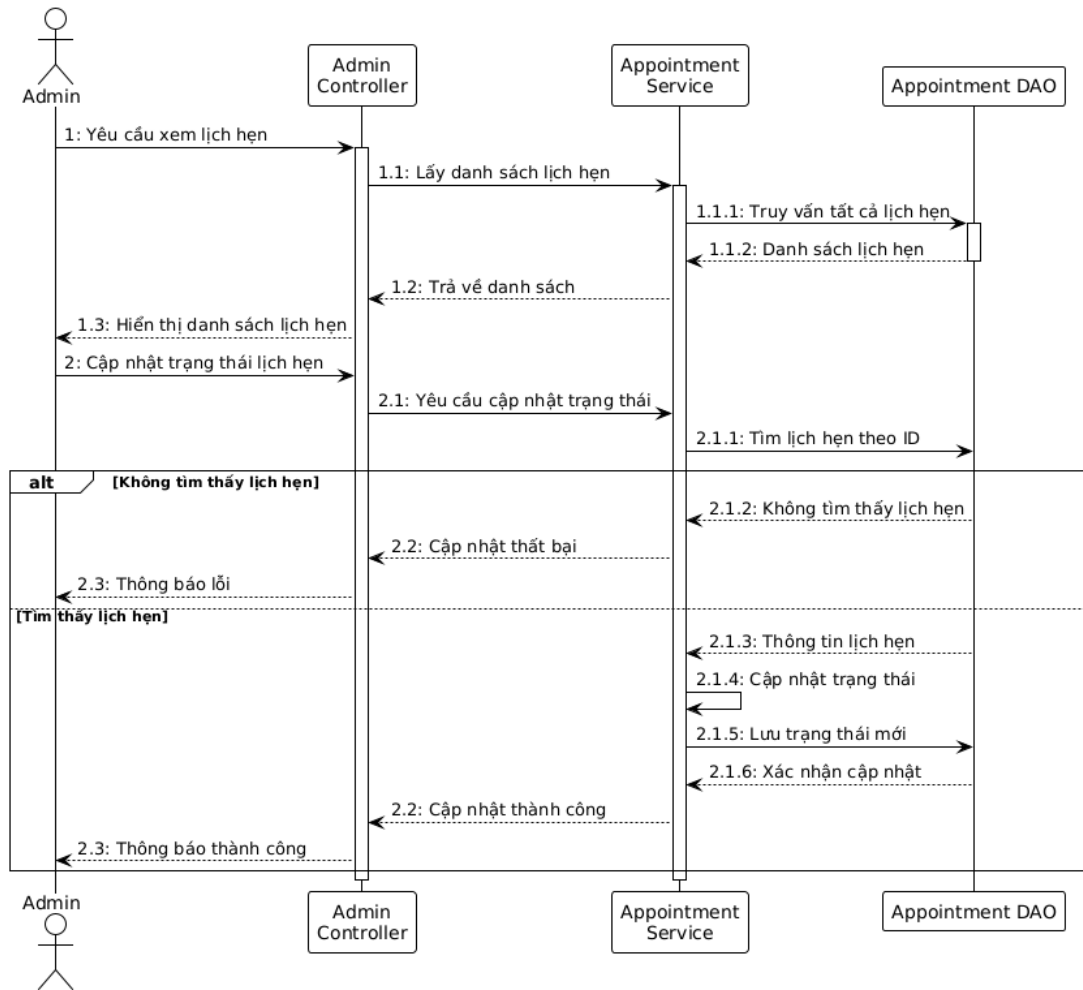 Admin
Admin
Controller
Appointment
Service
Appointment DAO
1: Yêu cầu xem lịch hẹn
1.1: Lấy danh sách lịch hẹn
1.1.1: Truy vấn tất cả lịch hẹn
1.1.2: Danh sách lịch hẹn
1.2: Trả về danh sách
1.3: Hiển thị danh sách lịch hẹn
2: Cập nhật trạng thái lịch hẹn
2.1: Yêu cầu cập nhật trạng thái
2.1.1: Tìm lịch hẹn theo ID
alt [Không tìm thấy lịch hẹn]
2.1.2: Không tìm thấy lịch hẹn
2.2: Cập nhật thất bại
2.3: Thông báo lỗi
[Tìm thấy lịch hẹn]
2.1.3: Thông tin lịch hẹn
2.1.4: Cập nhật trạng thái
2.1.5: Lưu trạng thái mới
2.1.6: Xác nhận cập nhật
2.2: Cập nhật thành công
2.3: Thông báo thành công
Admin
Admin
Controller
Appointment
Service
Appointment DAO